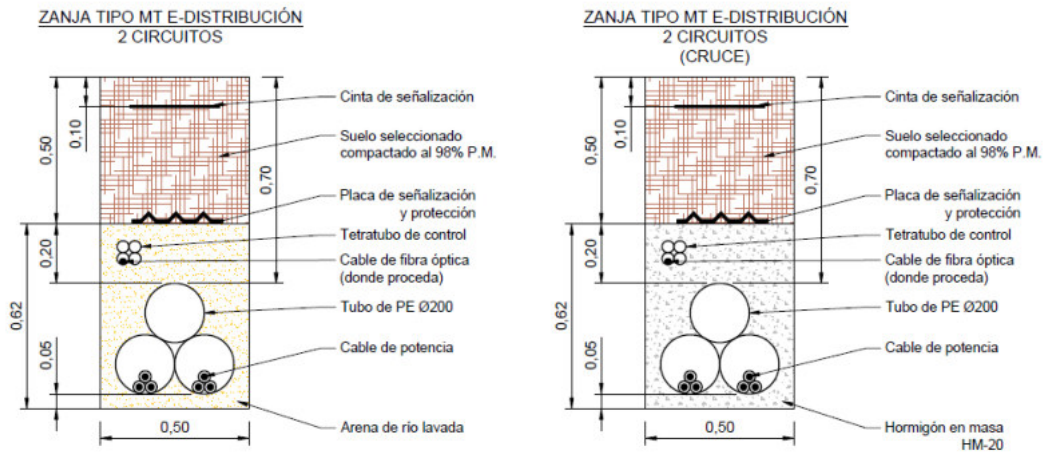 ZANJA TIPO MT E-DISTRIBUCIÓN
2 CIRCUITOS
0,10
0,50
0,70
0,20
0,62
0,05
0,50
Cinta de señalización
Suelo seleccionado
compactado al 98% P.M.
Placa de señalización
y protección
Tetratubo de control
Cable de fibra óptica
(donde proceda)
Tubo de PE Ø200
Cable de potencia
Arena de río lavada
ZANJA TIPO MT E-DISTRIBUCIÓN
2 CIRCUITOS
(CRUCE)
0,10
0,50
0,70
0,20
0,62
0,05
0,50
Cinta de señalización
Suelo seleccionado
compactado al 98% P.M.
Placa de señalización
y protección
Tetratubo de control
Cable de fibra óptica
(donde proceda)
Tubo de PE Ø200
Cable de potencia
Hormigón en masa
HM-20